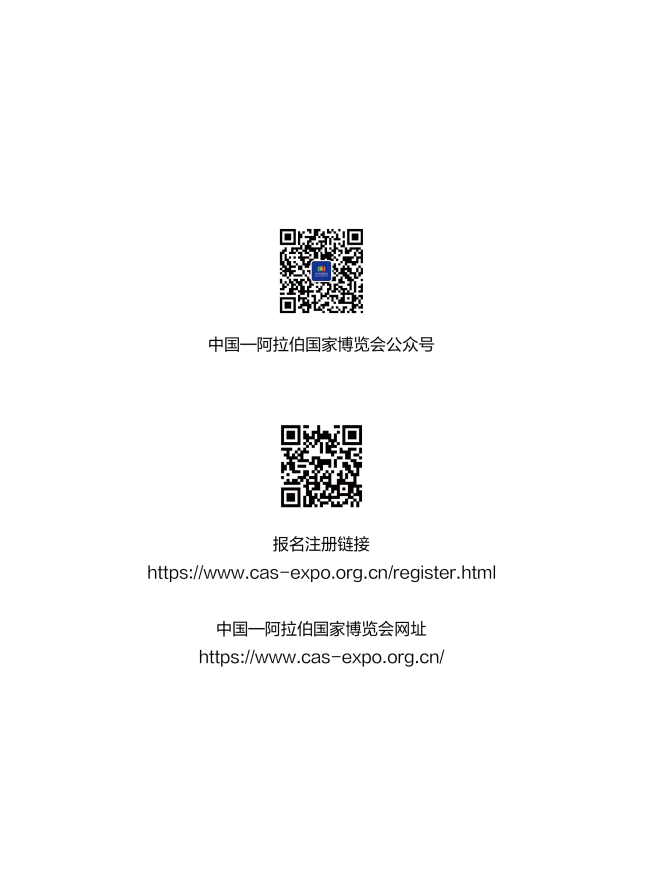 中国—阿拉伯国家博览会公众号
报名注册链接
https://www.cas-expo.org.cn/register.html
中国—阿拉伯国家博览会网址
https://www.cas-expo.org.cn/